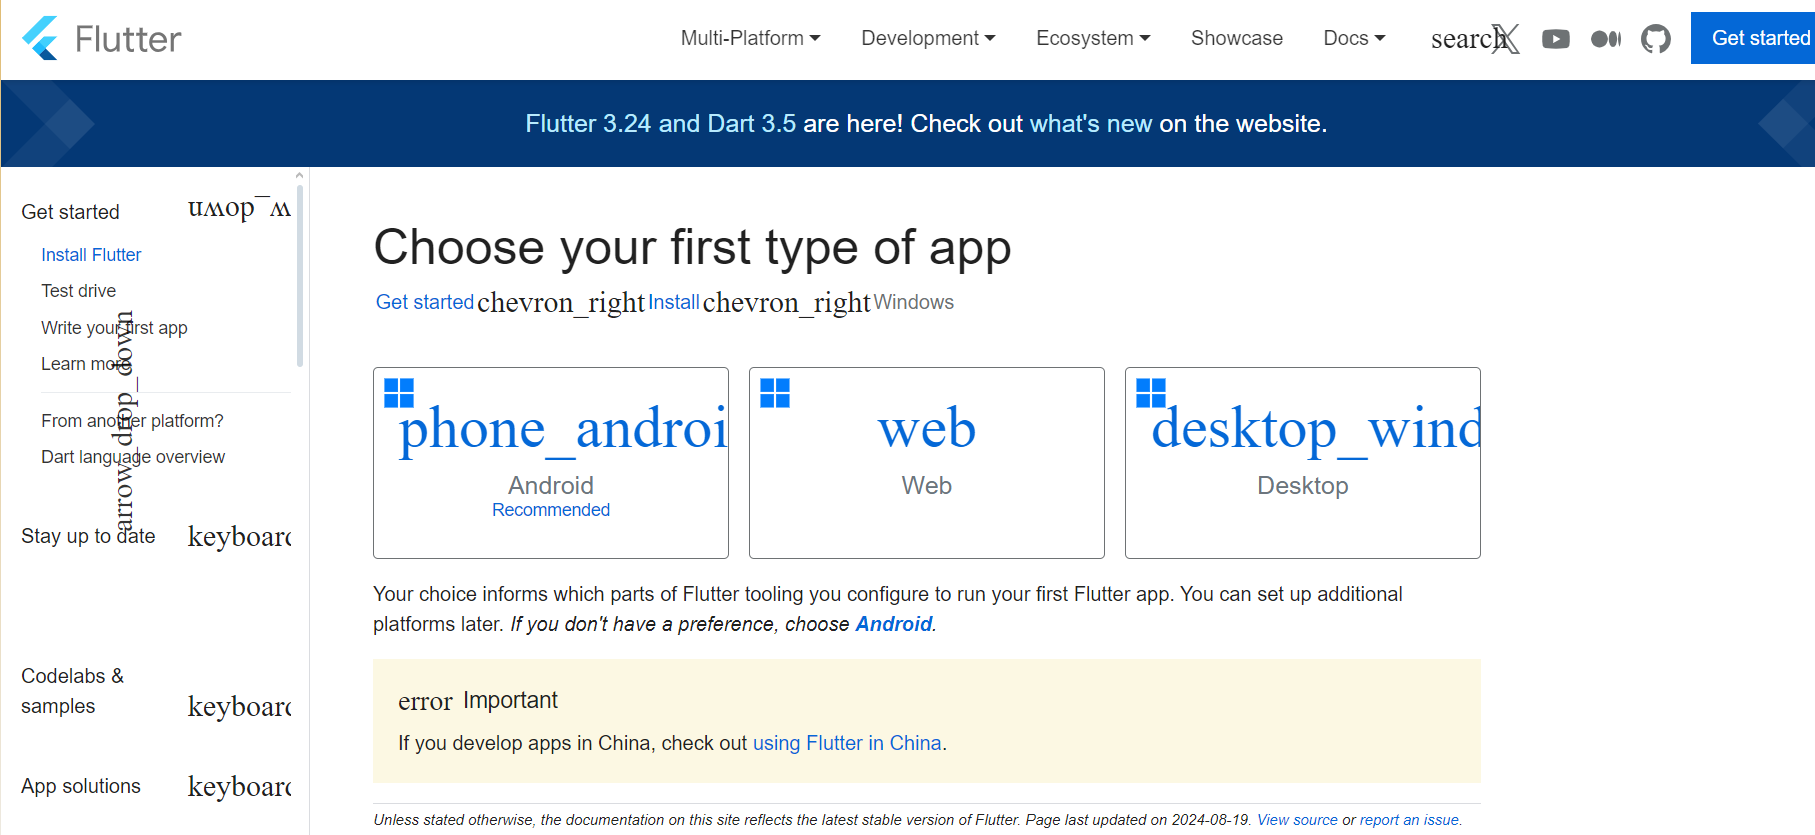 Flutter
Multi-Platform Development Ecosystem Showcase Docs search Get started
Flutter 3.24 and Dart 3.5 are here! Check out what's new on the website.
Get started
Install Flutter
Test drive
Write your first app
Learn more
From another platform?
Dart language overview
arrow_drop_down
Stay up to date keyboard
Codelabs &
samples keyboard
App solutions keyboard
Choose your first type of app
Get started chevron_right Install chevron_right Windows
phone_androi
Android
Recommended
web
Web
desktop_wind
Desktop
Your choice informs which parts of Flutter tooling you configure to run your first Flutter app. You can set up additional
platforms later. If you don't have a preference, choose Android.
error Important
If you develop apps in China, check out using Flutter in China.
Unless stated otherwise, the documentation on this site reflects the latest stable version of Flutter. Page last updated on 2024-08-19. View source or report an issue.